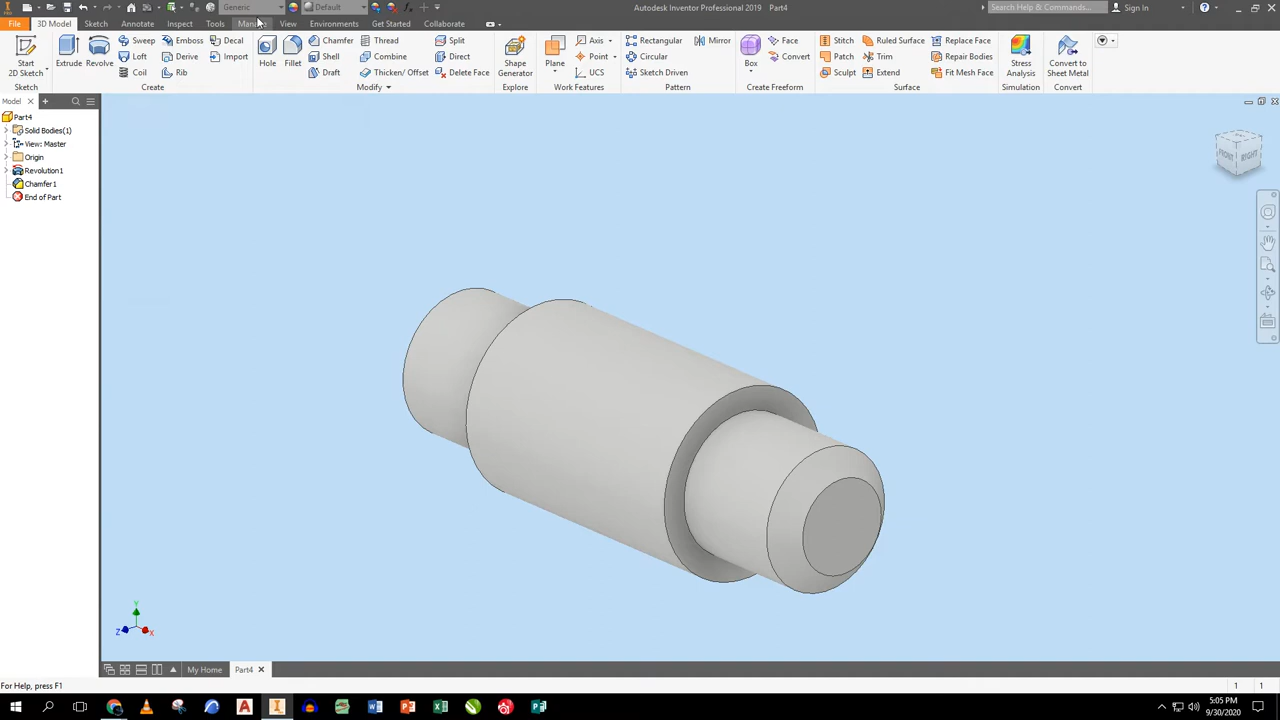 Generic
Default
Autodesk Inventor Professional 2019 Part4
Search Help & Commands...
Sign In
File 3D Model Sketch Annotate Inspect Tools View Environments Get Started Collaborate
Start 2D Sketch
Extrude
Revolve
Sweep
Emboss
Decal
Loft
Derive
Import
Coil
Rib
Create
Hole
Fillet
Chamfer
Thread
Split
Shell
Combine
Direct
Draft
Thicken/ Offset
Delete Face
Modify
Shape Generator
Explore
Plane
Axis
Point
UCS
Work Features
Rectangular
Mirror
Circular
Sketch Driven
Pattern
Box
Face
Convert
Create Freeform
Stitch
Ruled Surface
Replace Face
Patch
Trim
Repair Bodies
Sculpt
Extend
Fit Mesh Face
Surface
Stress Analysis
Simulation
Convert to Sheet Metal
Convert
Model
Part4
Solid Bodies(1)
View: Master
Origin
Revolution1
Chamfer1
End of Part
FRONT
RIGHT
Y
Z
X
My Home
Part4
For Help, press F1
1
1
5:05 PM
9/30/2020